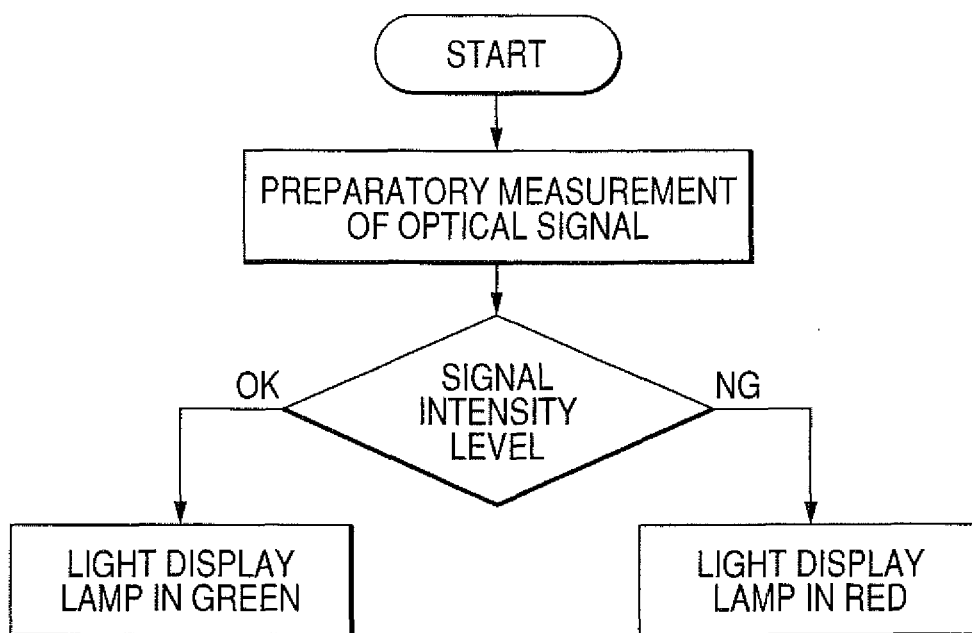 START
PREPARATORY MEASUREMENT
OF OPTICAL SIGNAL
OK
SIGNAL
INTENSITY
LEVEL
NG
LIGHT DISPLAY
LAMP IN GREEN
LIGHT DISPLAY
LAMP IN RED